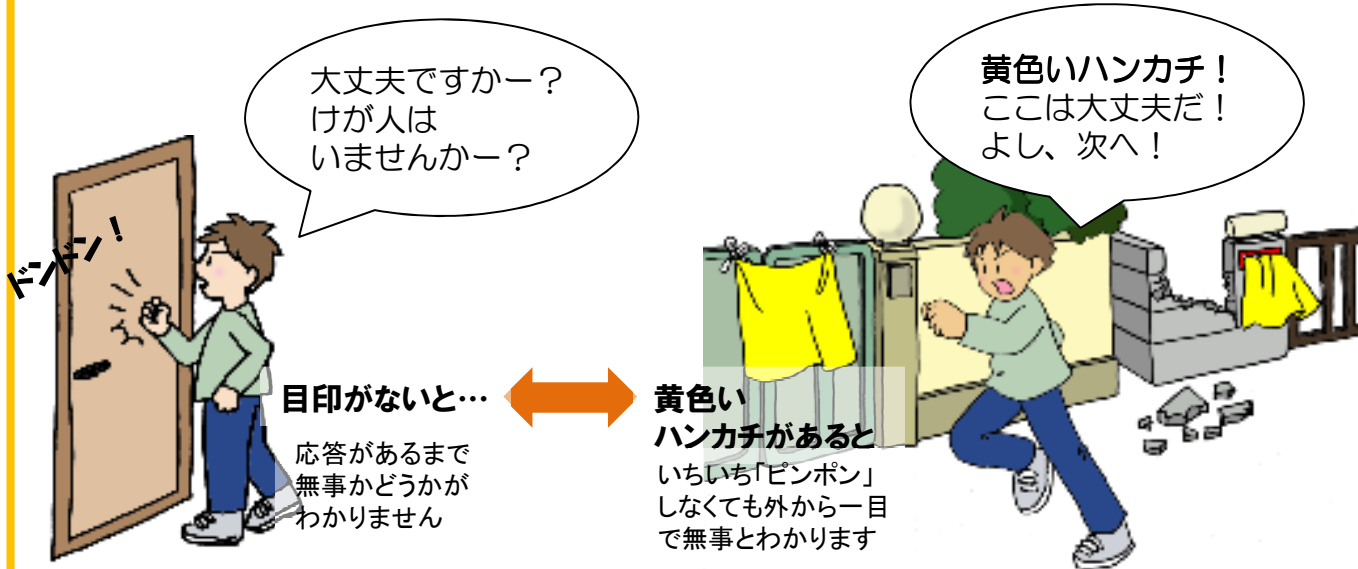 大丈夫ですかー？
けが人は
いませんかー？
ドンドン！
目印がないと…
応答があるまで
無事かどうかが
わかりません
黄色いハンカチ！
ここは大丈夫だ！
よし、次へ！
黄色い
ハンカチがあると
いちいち「ピンポン」
しなくても外から一目
で無事とわかります